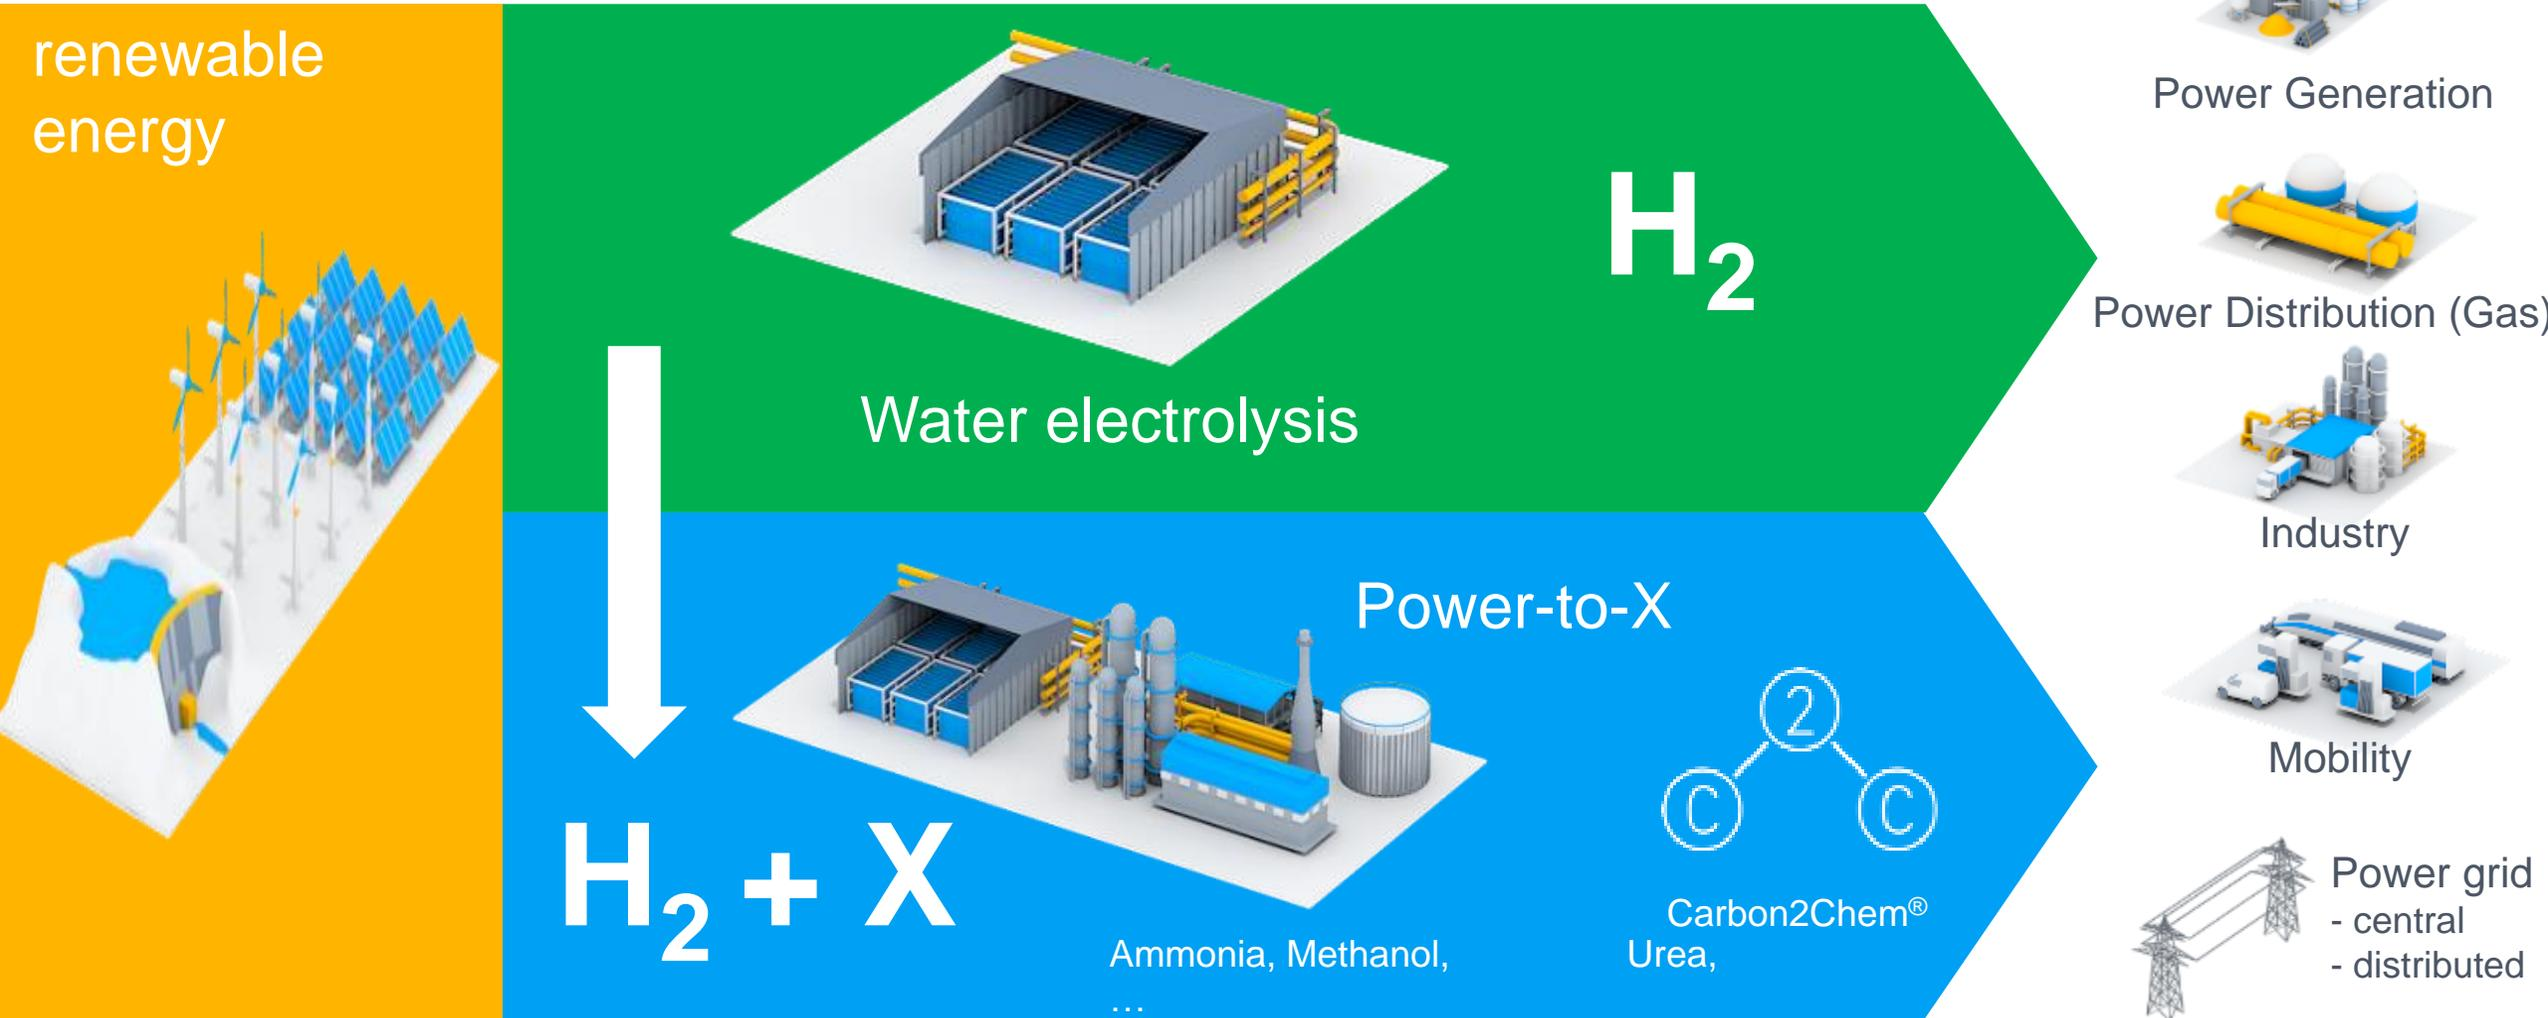 renewable
energy
H2
Water electrolysis
Power-to-X
2
C C
H2 + X
Carbon2Chem®
Ammonia, Methanol, Urea,
…
Power Generation
Power Distribution (Gas)
Industry
Mobility
Power grid
- central
- distributed